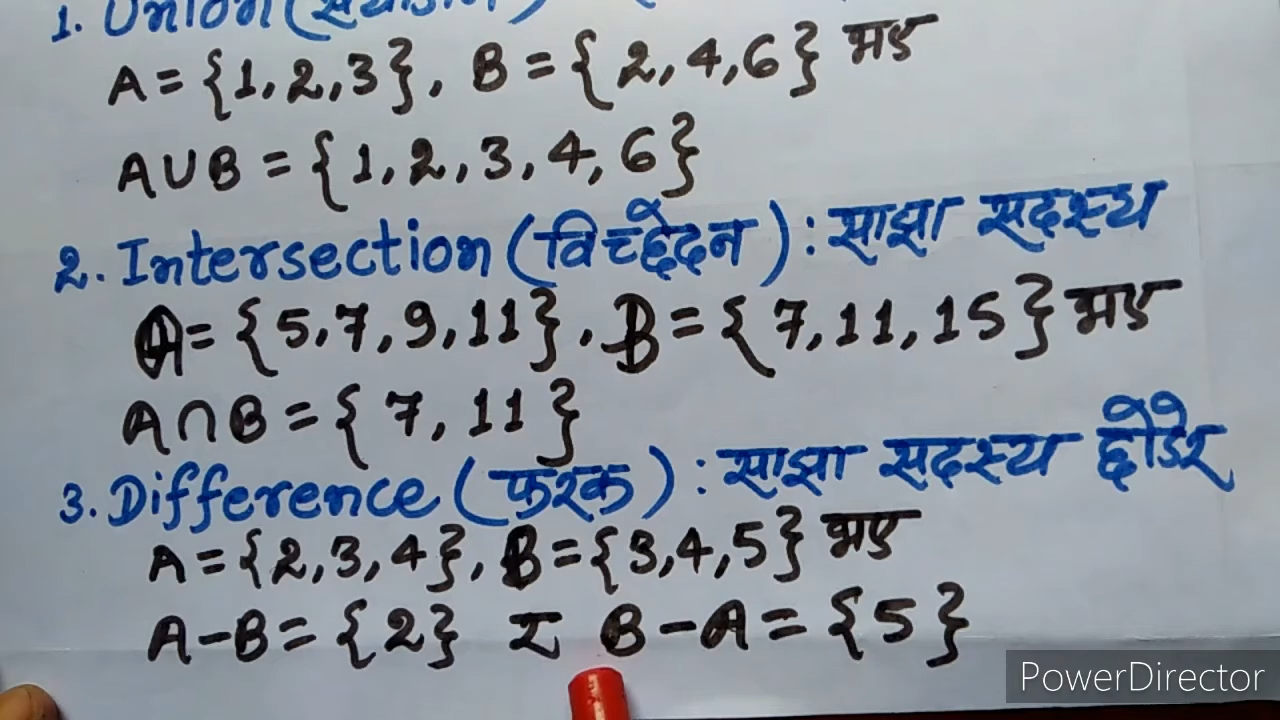 1. Union (संयोजन) :
A = {1, 2, 3}, B = {2, 4, 6} भए
A∪B = {1, 2, 3, 4, 6}
2. Intersection (विच्छेदन) : साझा सदस्य
A = {5, 7, 9, 11}, B = {7, 11, 15} भए
A∩B = {7, 11}
3. Difference (फरक) : साझा सदस्य छोडेर
A = {2, 3, 4}, B = {3, 4, 5} भए
A-B = {2} र B-A = {5}
PowerDirector